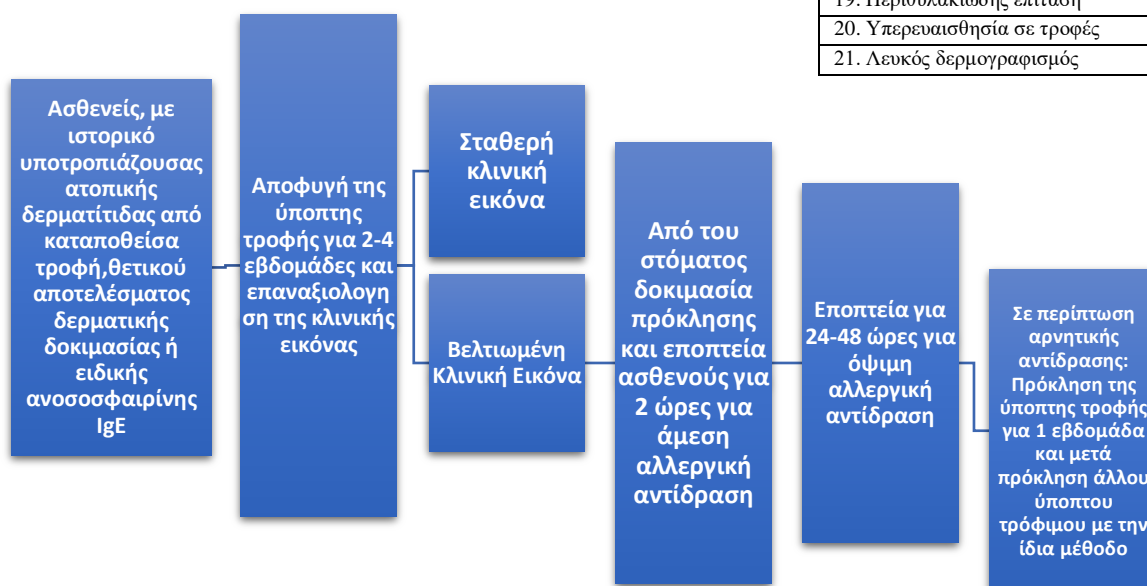 19. Περιθυλακίωσης επίταση
20. Υπερευαισθησία σε τροφές
21. Λευκός δερμογραφισμός
Ασθενείς, με
ιστορικό
υποτροπιάζουσας
ατοπικής
δερματίτιδας από
καταποθείσα
τροφή,θετικού
αποτελέσματος
δερματικής
δοκιμασίας ή
ειδικής
ανοσοσφαιρίνης
IgE
Αποφυγή της
ύποπτης
τροφής για 2-4
εβδομάδες και
επαναξιολογη
ση της κλινικής
εικόνας
Σταθερή
κλινική
εικόνα
Βελτιωμένη
Κλινική Εικόνα
Από του
στόματος
δοκιμασία
πρόκλησης
και εποπτεία
ασθενούς για
2 ώρες για
άμεση
αλλεργική
αντίδραση
Εποπτεία για
24-48 ώρες για
όψιμη
αλλεργική
αντίδραση
Σε περίπτωση
αρνητικής
αντίδρασης:
Πρόκληση της
ύποπτης τροφής
για 1 εβδομάδα
και μετά
πρόκληση άλλου
ύποπτου
τρόφιμου με την
ίδια μέθοδο